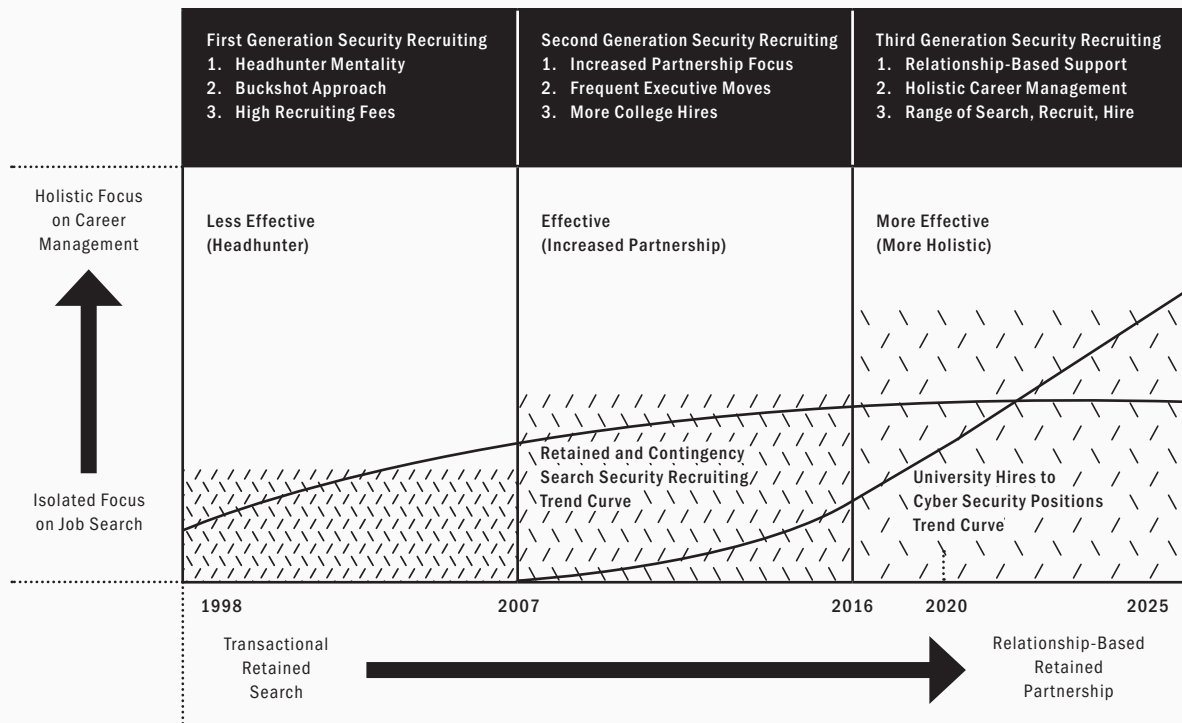 First Generation Security Recruiting
1. Headhunter Mentality
2. Buckshot Approach
3. High Recruiting Fees
Second Generation Security Recruiting
1. Increased Partnership Focus
2. Frequent Executive Moves
3. More College Hires
Third Generation Security Recruiting
1. Relationship-Based Support
2. Holistic Career Management
3. Range of Search, Recruit, Hire
Holistic Focus
on Career
Management
Isolated Focus
on Job Search
Less Effective
(Headhunter)
Effective
(Increased Partnership)
More Effective
(More Holistic)
Retained and Contingency
Search Security Recruiting
Trend Curve
University Hires to
Cyber Security Positions
Trend Curve
1998
2007
2016
2020
2025
Transactional
Retained
Search
Relationship-Based
Retained
Partnership